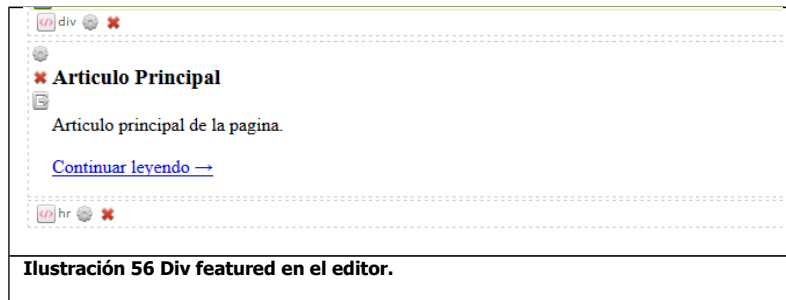 </> div
Articulo Principal
Articulo principal de la pagina.
Continuar leyendo →
</> hr
Ilustración 56 Div featured en el editor.